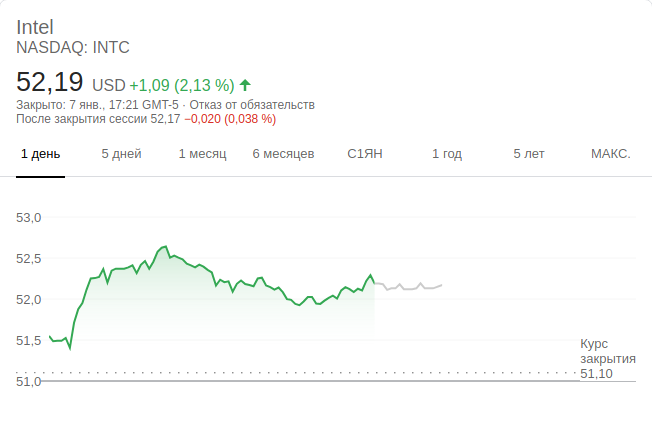 Intel
NASDAQ: INTC
52,19 USD +1,09 (2,13 %)
Закрыто: 7 янв., 17:21 GMT-5 · Отказ от обязательств
После закрытия сессии 52,17 −0,020 (0,038 %)
1 день 5 дней 1 месяц 6 месяцев С1ЯН 1 год 5 лет МАКС.
53,0
52,5
52,0
51,5
51,0
Курс
закрытия
51,10